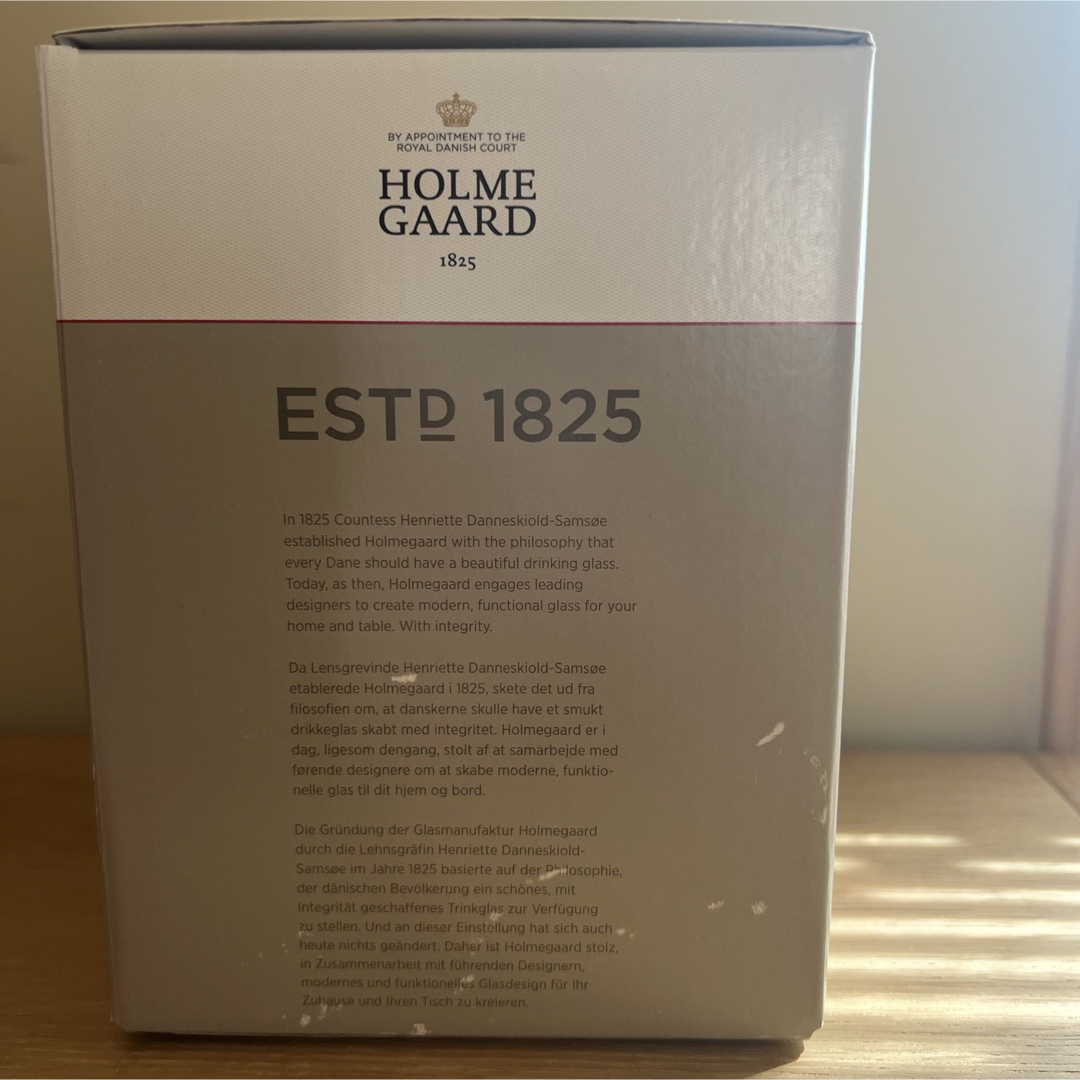 BY APPOINTMENT TO THE
ROYAL DANISH COURT
HOLME
GAARD
1825
ESTD 1825
In 1825 Countess Henriette Danneskiold-Samsøe
established Holmegaard with the philosophy that
every Dane should have a beautiful drinking glass.
Today, as then, Holmegaard engages leading
designers to create modern, functional glass for your
home and table. With integrity.
Da Lensgrevinde Henriette Danneskiold-Samsøe
etablerede Holmegaard i 1825, skete det ud fra
filosofien om, at danskerne skulle have et smukt
drikkeglas skabt med integritet. Holmegaard er i
dag, ligesom dengang, stolt af at samarbejde med
førende designere om at skabe moderne, funktio-
nelle glas til dit hjem og bord.
Die Gründung der Glasmanufaktur Holmegaard
durch die Lehnsgräfin Henriette Danneskiold-
Samsøe im Jahre 1825 basierte auf der Philosophie,
der dänischen Bevölkerung ein schönes, mit
Integrität geschaffenes Trinkglas zur Verfügung
zu stellen. Und an dieser Einstellung hat sich auch
heute nichts geändert. Daher ist Holmegaard stolz,
in Zusammenarbeit mit führenden Designern,
modernes und funktionelles Glasdesign für Ihr
Zuhause und Ihren Tisch zu kreieren.